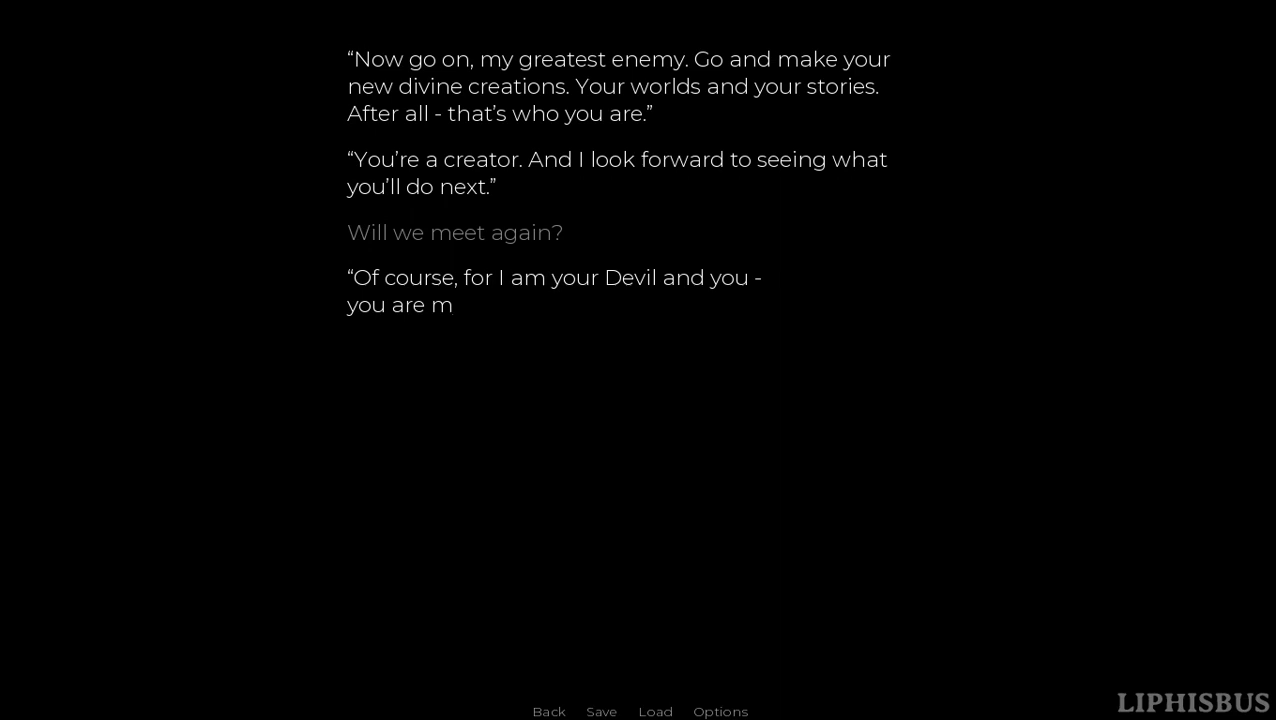 “Now go on, my greatest enemy. Go and make your
new divine creations. Your worlds and your stories.
After all - that’s who you are.”
“You’re a creator. And I look forward to seeing what
you’ll do next.”
Will we meet again?
“Of course, for I am your Devil and you -
you are m
Back Save Load Options
LIPHISBUS